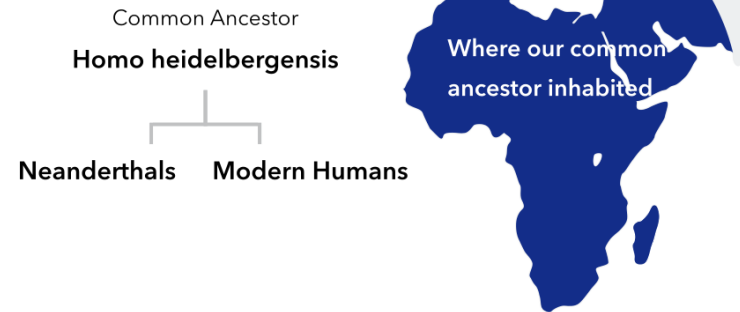 Common Ancestor
Homo heidelbergensis
Neanderthals
Modern Humans
Where our common
ancestor inhabited